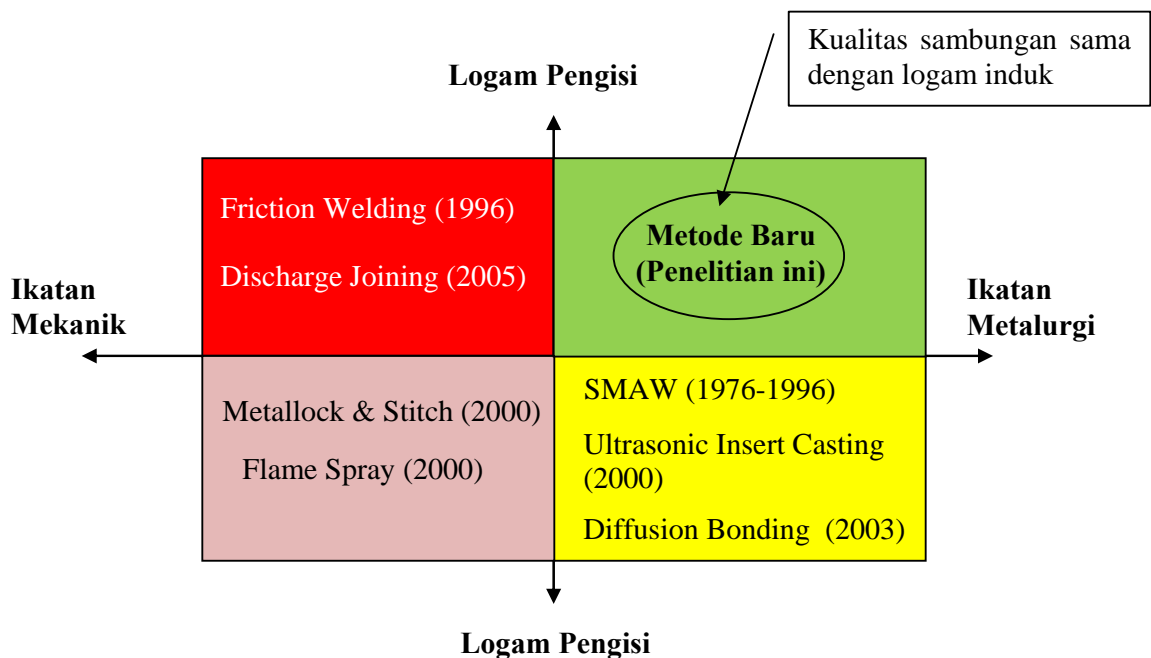 Kualitas sambungan sama
dengan logam induk
Logam Pengisi
Friction Welding (1996)
Discharge Joining (2005)
Metode Baru
(Penelitian ini)
Ikatan
Mekanik
Ikatan
Metalurgi
Metallock & Stitch (2000)
Flame Spray (2000)
SMAW (1976-1996)
Ultrasonic Insert Casting
(2000)
Diffusion Bonding (2003)
Logam Pengisi